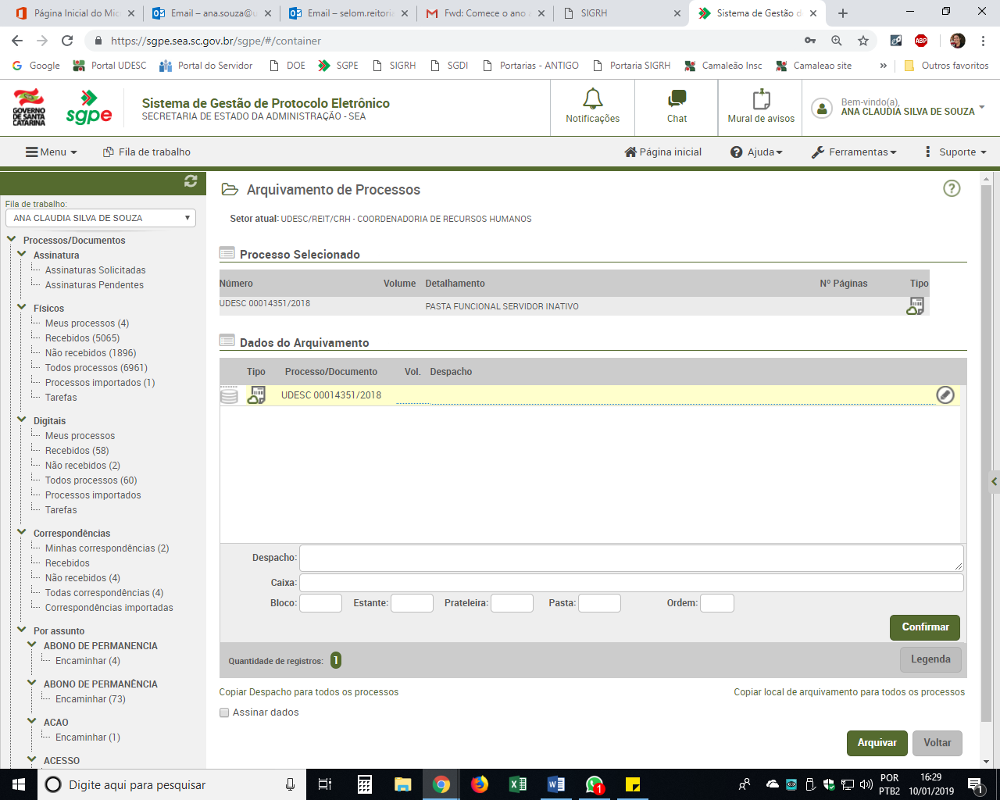 Página Inicial do Mic
Email – ana.souza@u
Email – selom.reitoria
Fwd: Comece o ano
SIGRH
Sistema de Gestão d
https://sgpe.sea.sc.gov.br/sgpe/#/container
ABP
Google
Portal UDESC
Portal do Servidor
DOE
SGPE
SIGRH
SGDI
Portarias - ANTIGO
Portaria SIGRH
Camaleão Insc
Camaleao site
»
Outros favoritos
GOVERNO DE SANTA CATARINA
sgpe
Sistema de Gestão de Protocolo Eletrônico
SECRETARIA DE ESTADO DA ADMINISTRAÇÃO - SEA
Notificações
Chat
Mural de avisos
Bem-vindo(a),
ANA CLAUDIA SILVA DE SOUZA
Menu
Fila de trabalho
Página inicial
Ajuda
Ferramentas
Suporte
Fila de trabalho:
ANA CLAUDIA SILVA DE SOUZA
Processos/Documentos
Assinatura
Assinaturas Solicitadas
Assinaturas Pendentes
Físicos
Meus processos (4)
Recebidos (5065)
Não recebidos (1896)
Todos processos (6961)
Processos importados (1)
Tarefas
Digitais
Meus processos
Recebidos (58)
Não recebidos (2)
Todos processos (60)
Processos importados
Tarefas
Correspondências
Minhas correspondências (2)
Recebidos
Não recebidos (4)
Todas correspondências (4)
Correspondências importadas
Por assunto
ABONO DE PERMANENCIA
Encaminhar (4)
ABONO DE PERMANÊNCIA
Encaminhar (73)
ACAO
Encaminhar (1)
ACESSO
Arquivamento de Processos
Setor atual: UDESC/REIT/CRH - COORDENADORIA DE RECURSOS HUMANOS
Processo Selecionado
Número Volume Detalhamento Nº Páginas Tipo
UDESC 00014351/2018 PASTA FUNCIONAL SERVIDOR INATIVO
Dados do Arquivamento
Tipo Processo/Documento Vol. Despacho
UDESC 00014351/2018
Despacho:
Caixa:
Bloco: Estante: Prateleira: Pasta: Ordem:
Confirmar
Quantidade de registros: 1
Legenda
Copiar Despacho para todos os processos
Copiar local de arquivamento para todos os processos
Assinar dados
Arquivar
Voltar
Digite aqui para pesquisar
1
POR
PTB2
16:29
10/01/2019
1